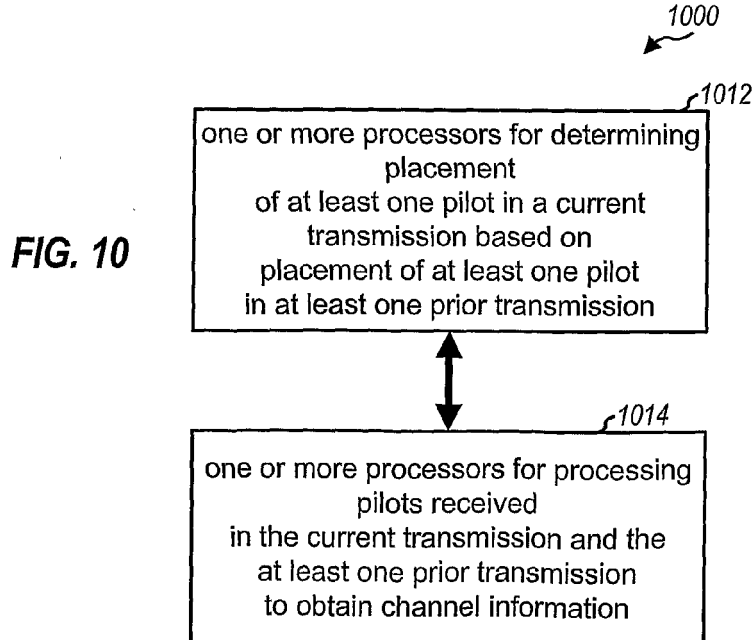 1000
1012
one or more processors for determining
placement
of at least one pilot in a current
transmission based on
placement of at least one pilot
in at least one prior transmission
FIG. 10
1014
one or more processors for processing
pilots received
in the current transmission and the
at least one prior transmission
to obtain channel information